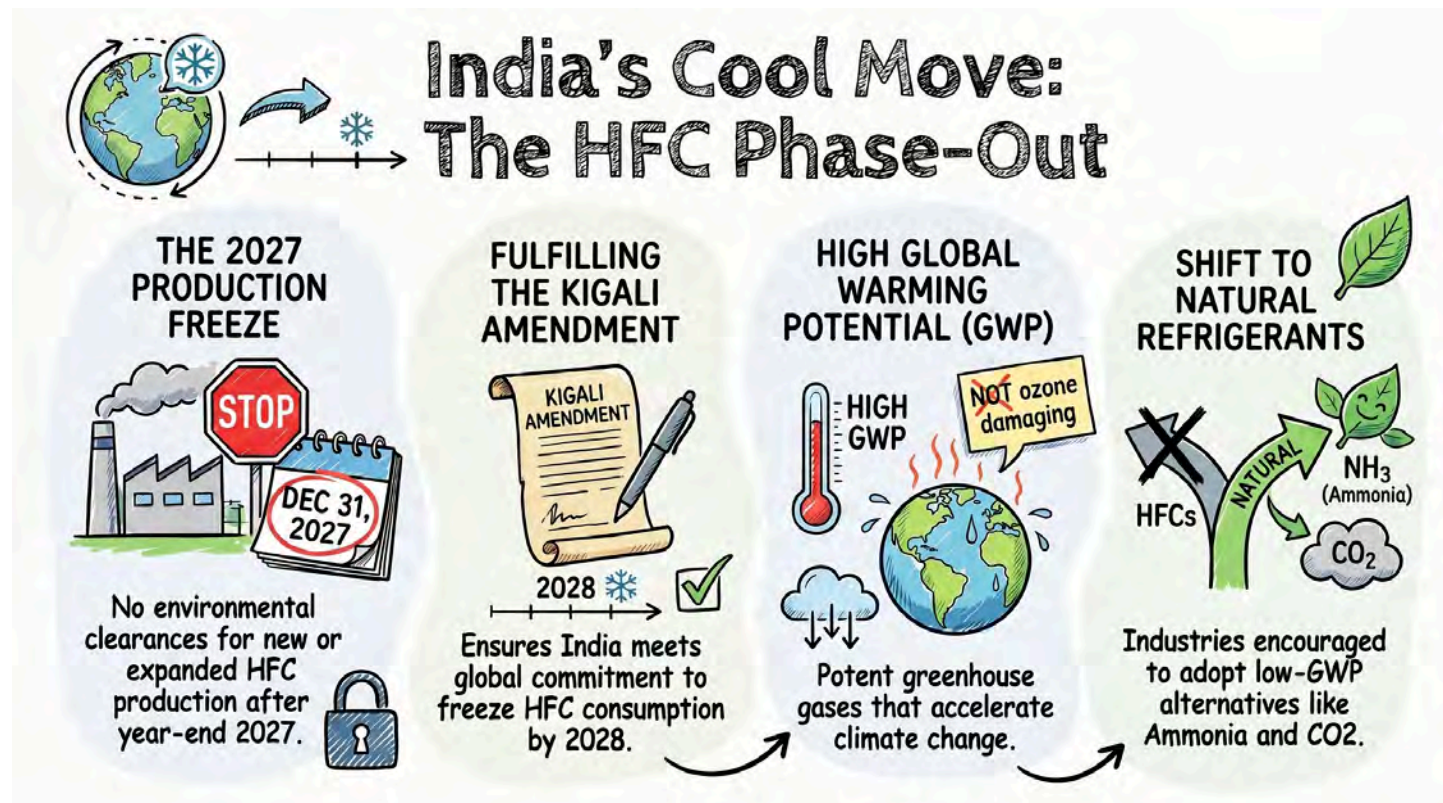 India's Cool Move:
The HFC Phase-Out
THE 2027
PRODUCTION
FREEZE
STOP
DEC 31,
2027
No environmental
clearances for new or
expanded HFC
production after
year-end 2027.
FULFILLING
THE KIGALI
AMENDMENT
KIGALI
AMENDMENT
2028
Ensures India meets
global commitment to
freeze HFC consumption
by 2028.
HIGH GLOBAL
WARMING
POTENTIAL (GWP)
HIGH
GWP
NOT ozone
damaging
Potent greenhouse
gases that accelerate
climate change.
SHIFT TO
NATURAL
REFRIGERANTS
HFCs
NATURAL
NH₃
(Ammonia)
CO₂
Industries encouraged
to adopt low-GWP
alternatives like
Ammonia and CO2.